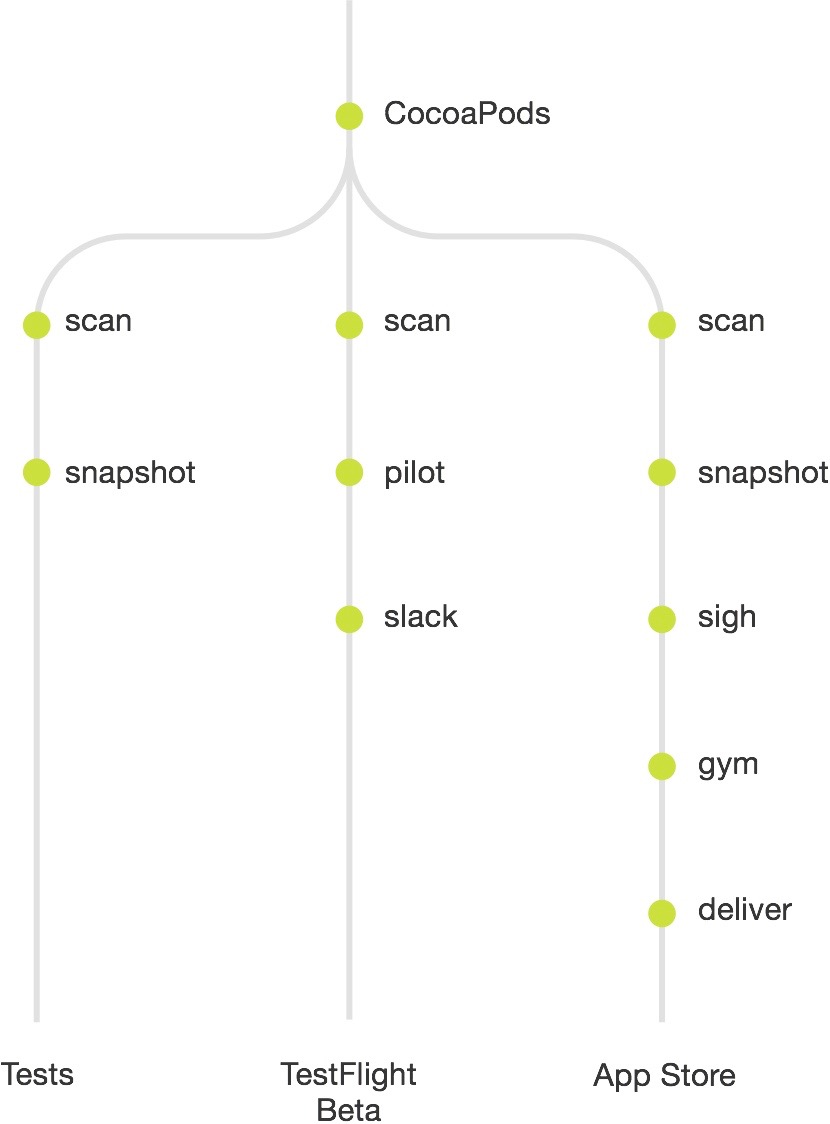 CocoaPods
scan
scan
scan
snapshot
pilot
snapshot
slack
sigh
gym
deliver
Tests
TestFlight
Beta
App Store